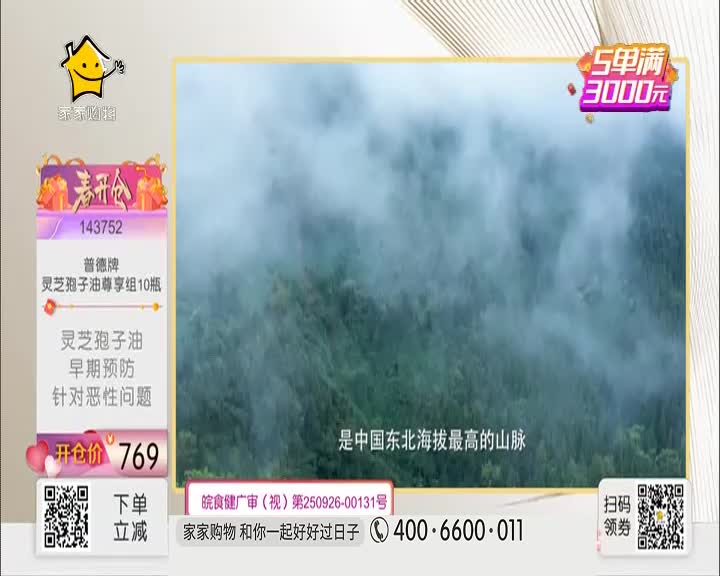 家家购物
5单满
3000元
春开仓
143752
普德牌
灵芝孢子油尊享组10瓶
灵芝孢子油
早期预防
针对恶性问题
开仓价
¥769
是中国东北海拔最高的山脉
下单
立减
皖食健广审（视）第250926-00131号
家家购物 和你一起好好过日子
400·6600·011
扫码
领券